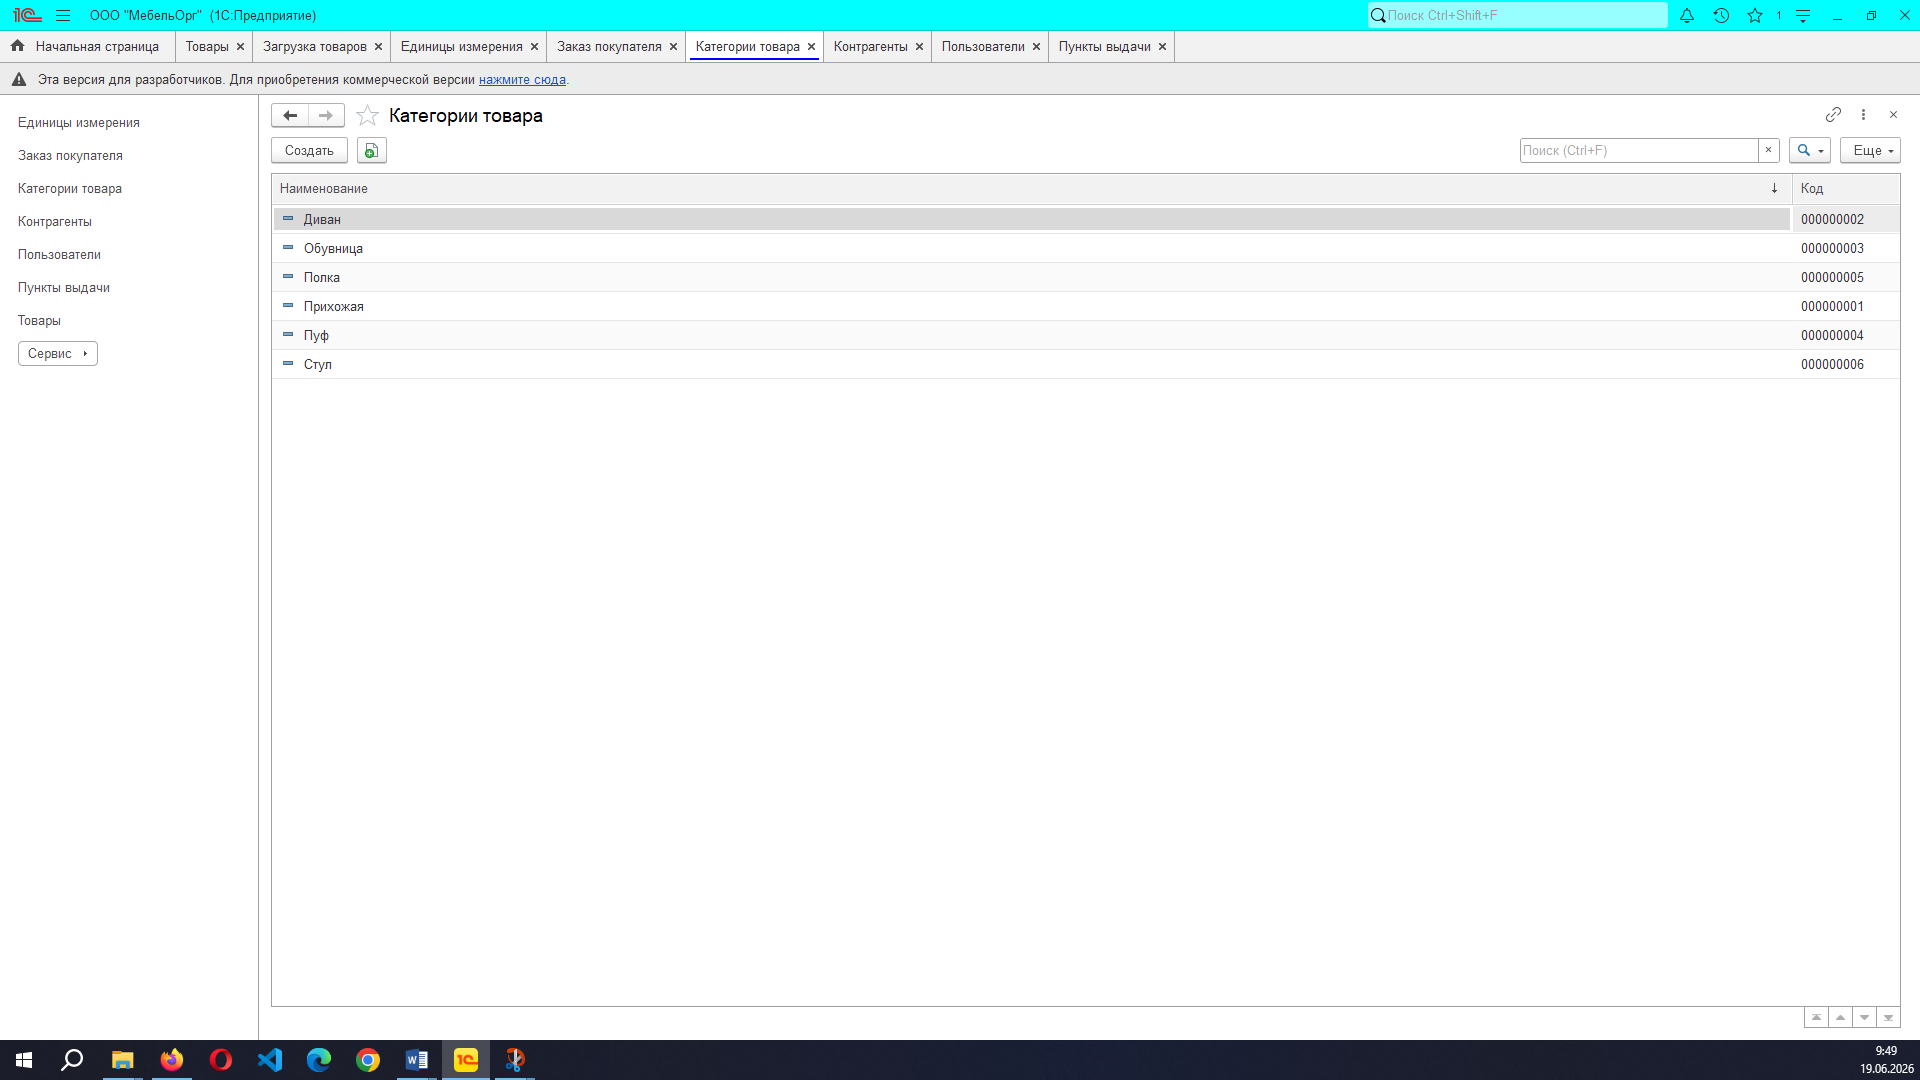 ООО "МебельОрг" (1С:Предприятие)
Поиск Ctrl+Shift+F
1
Начальная страница
Товары
Загрузка товаров
Единицы измерения
Заказ покупателя
Категории товара
Контрагенты
Пользователи
Пункты выдачи
Эта версия для разработчиков. Для приобретения коммерческой версии нажмите сюда.
Единицы измерения
Заказ покупателя
Категории товара
Контрагенты
Пользователи
Пункты выдачи
Товары
Сервис
Категории товара
Создать
Поиск (Ctrl+F)
Еще
Наименование Код
Диван 000000002
Обувница 000000003
Полка 000000005
Прихожая 000000001
Пуф 000000004
Стул 000000006
9:49
19.06.2026